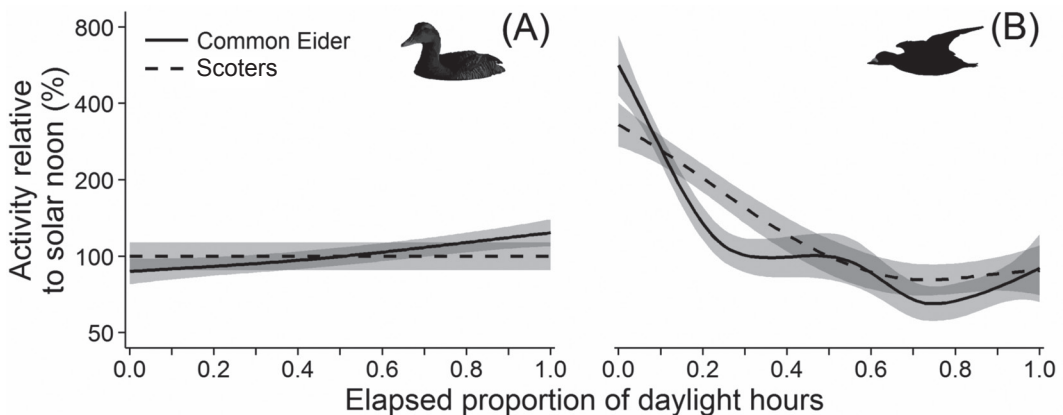 800
400
200
100
50
Activity relative
to solar noon (%)
Common Eider
Scoters
(A)
(B)
0.0 0.2 0.4 0.6 0.8 1.0
0.0 0.2 0.4 0.6 0.8 1.0
Elapsed proportion of daylight hours